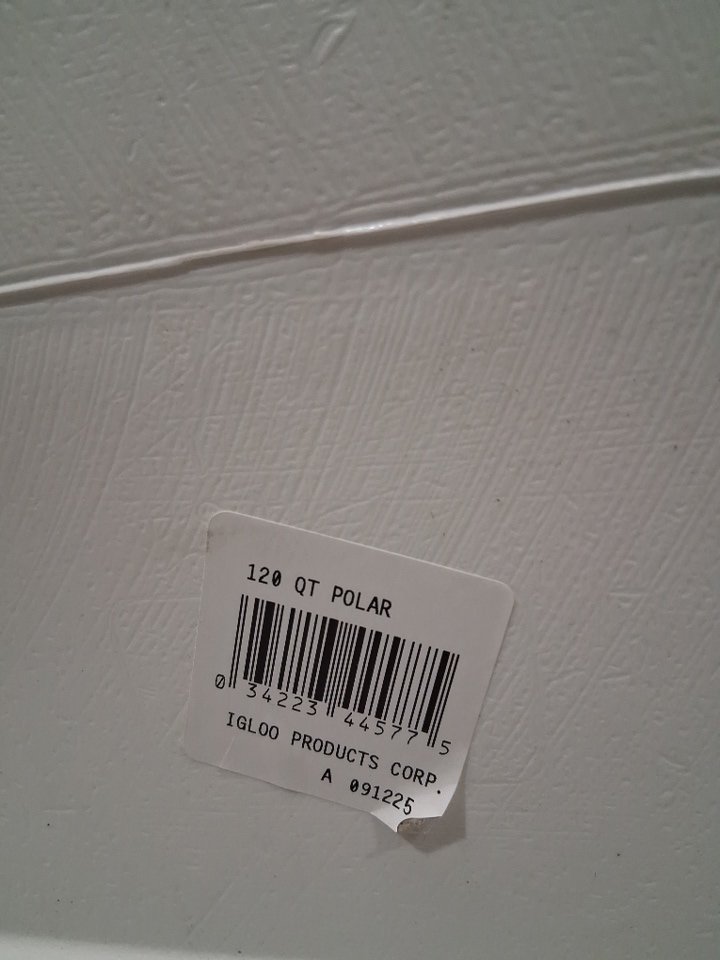 120 QT POLAR
0 34223 44577 5
IGLOO PRODUCTS CORP.
A 091225